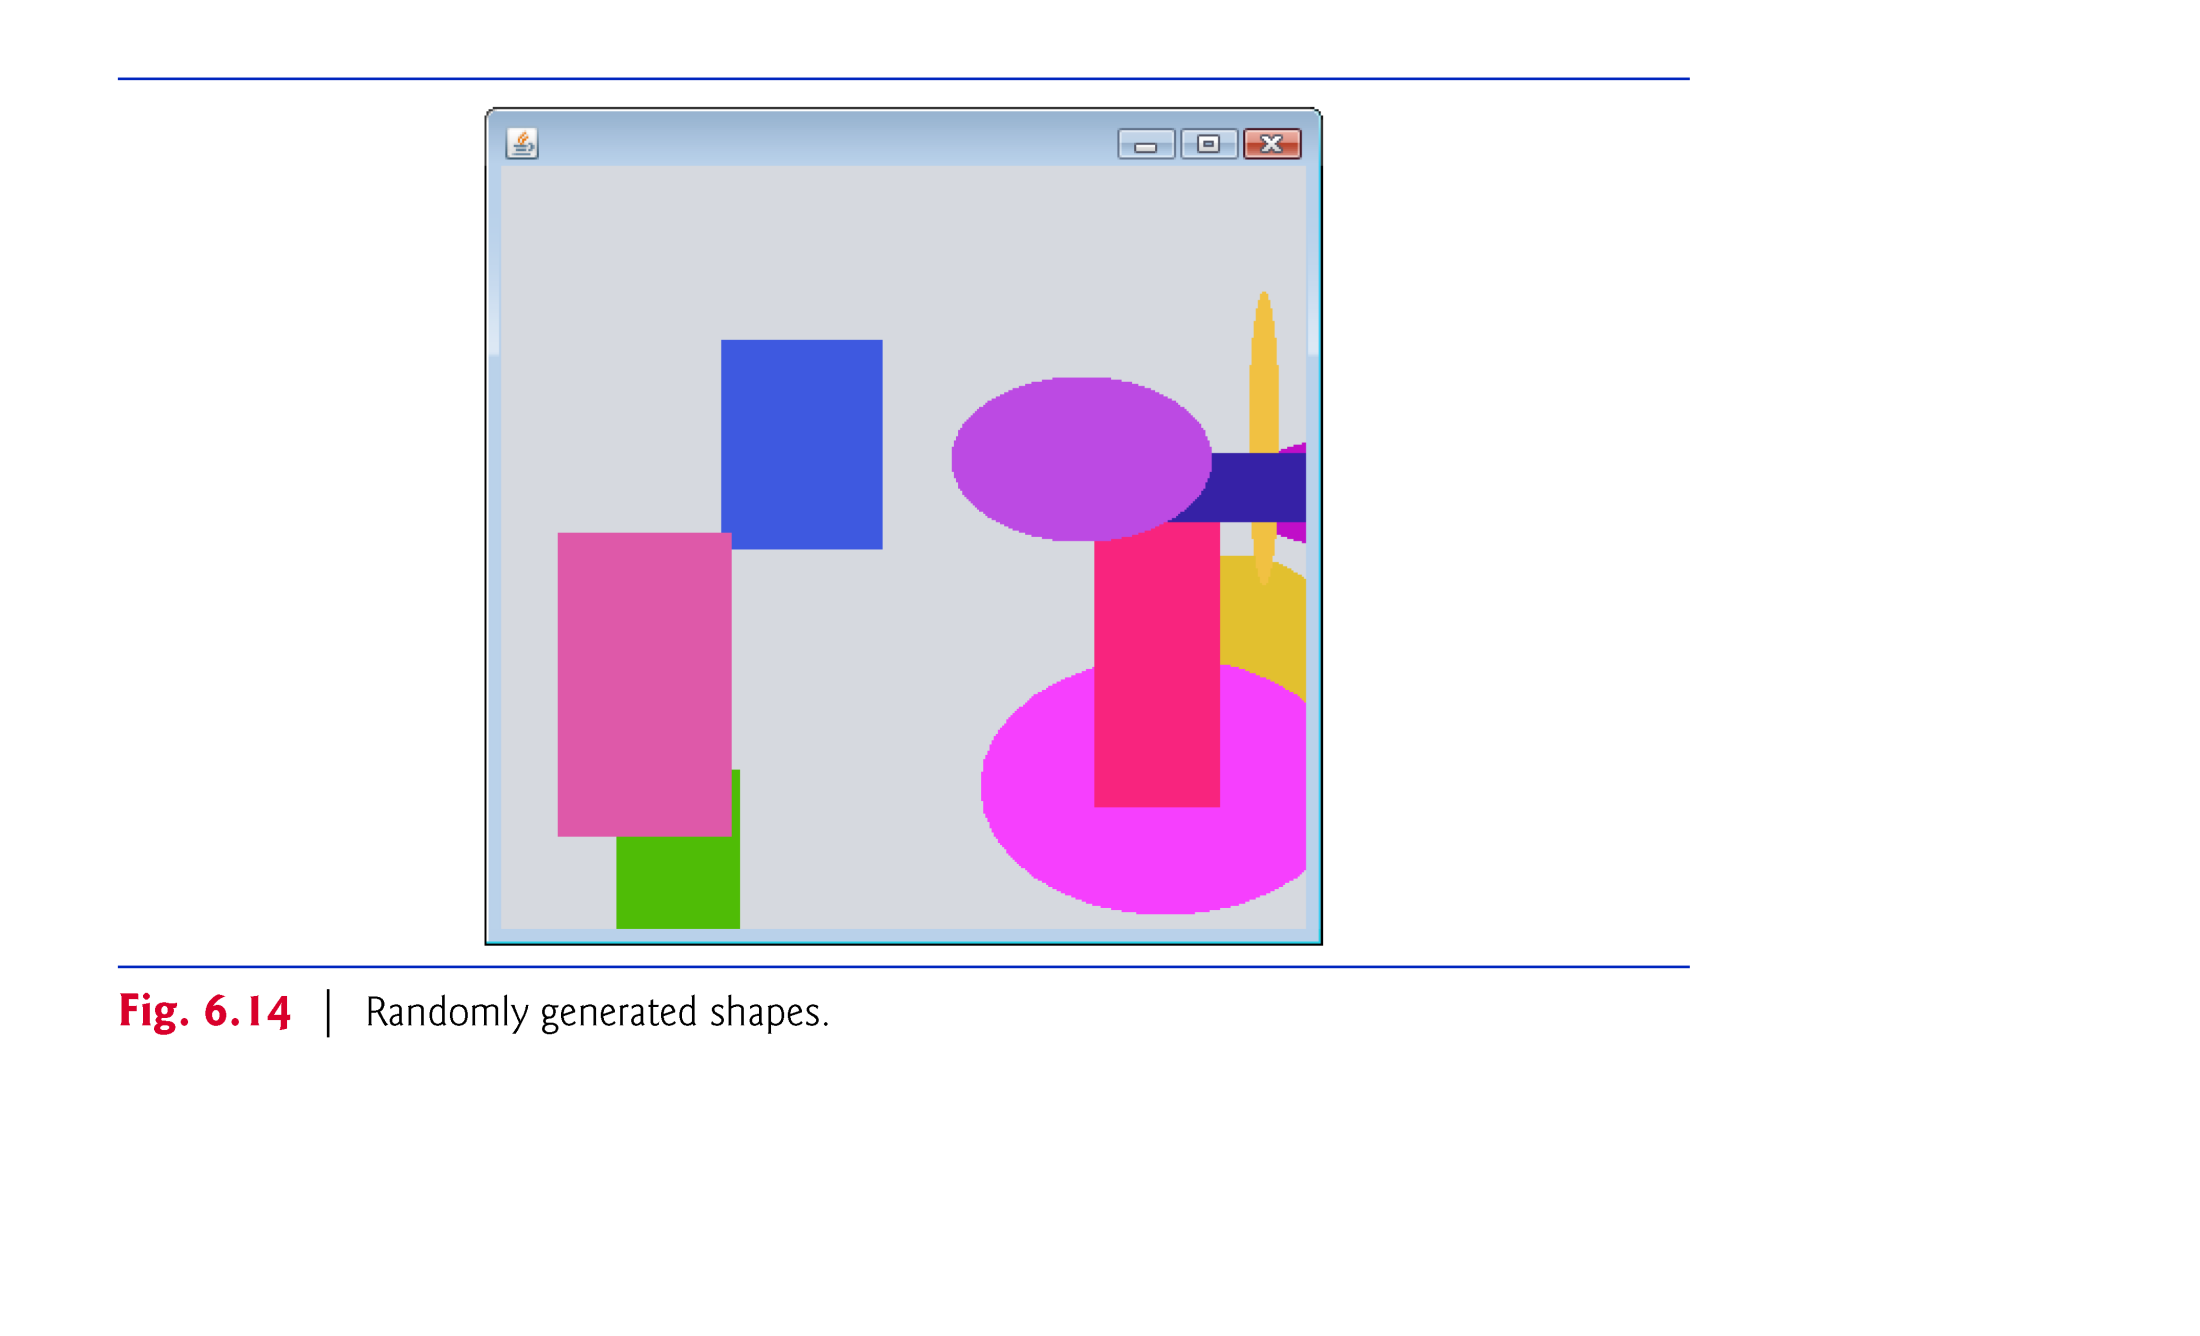 Fig. 6.14 | Randomly generated shapes.